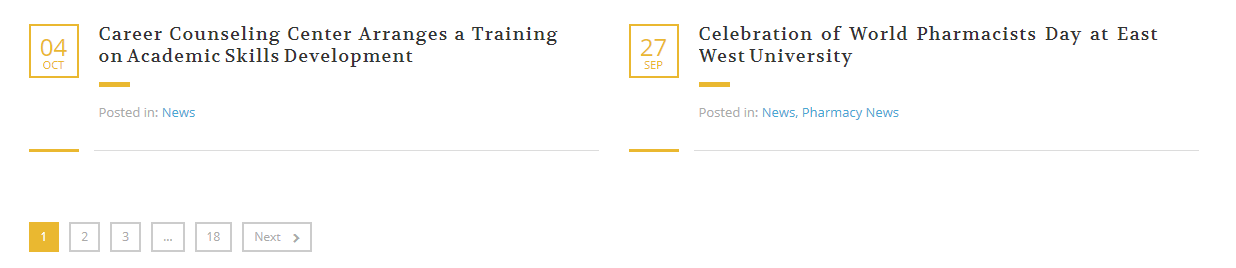 04
OCT
Career Counseling Center Arranges a Training
on Academic Skills Development
Posted in: News
27
SEP
Celebration of World Pharmacists Day at East
West University
Posted in: News, Pharmacy News
1 2 3 ... 18 Next